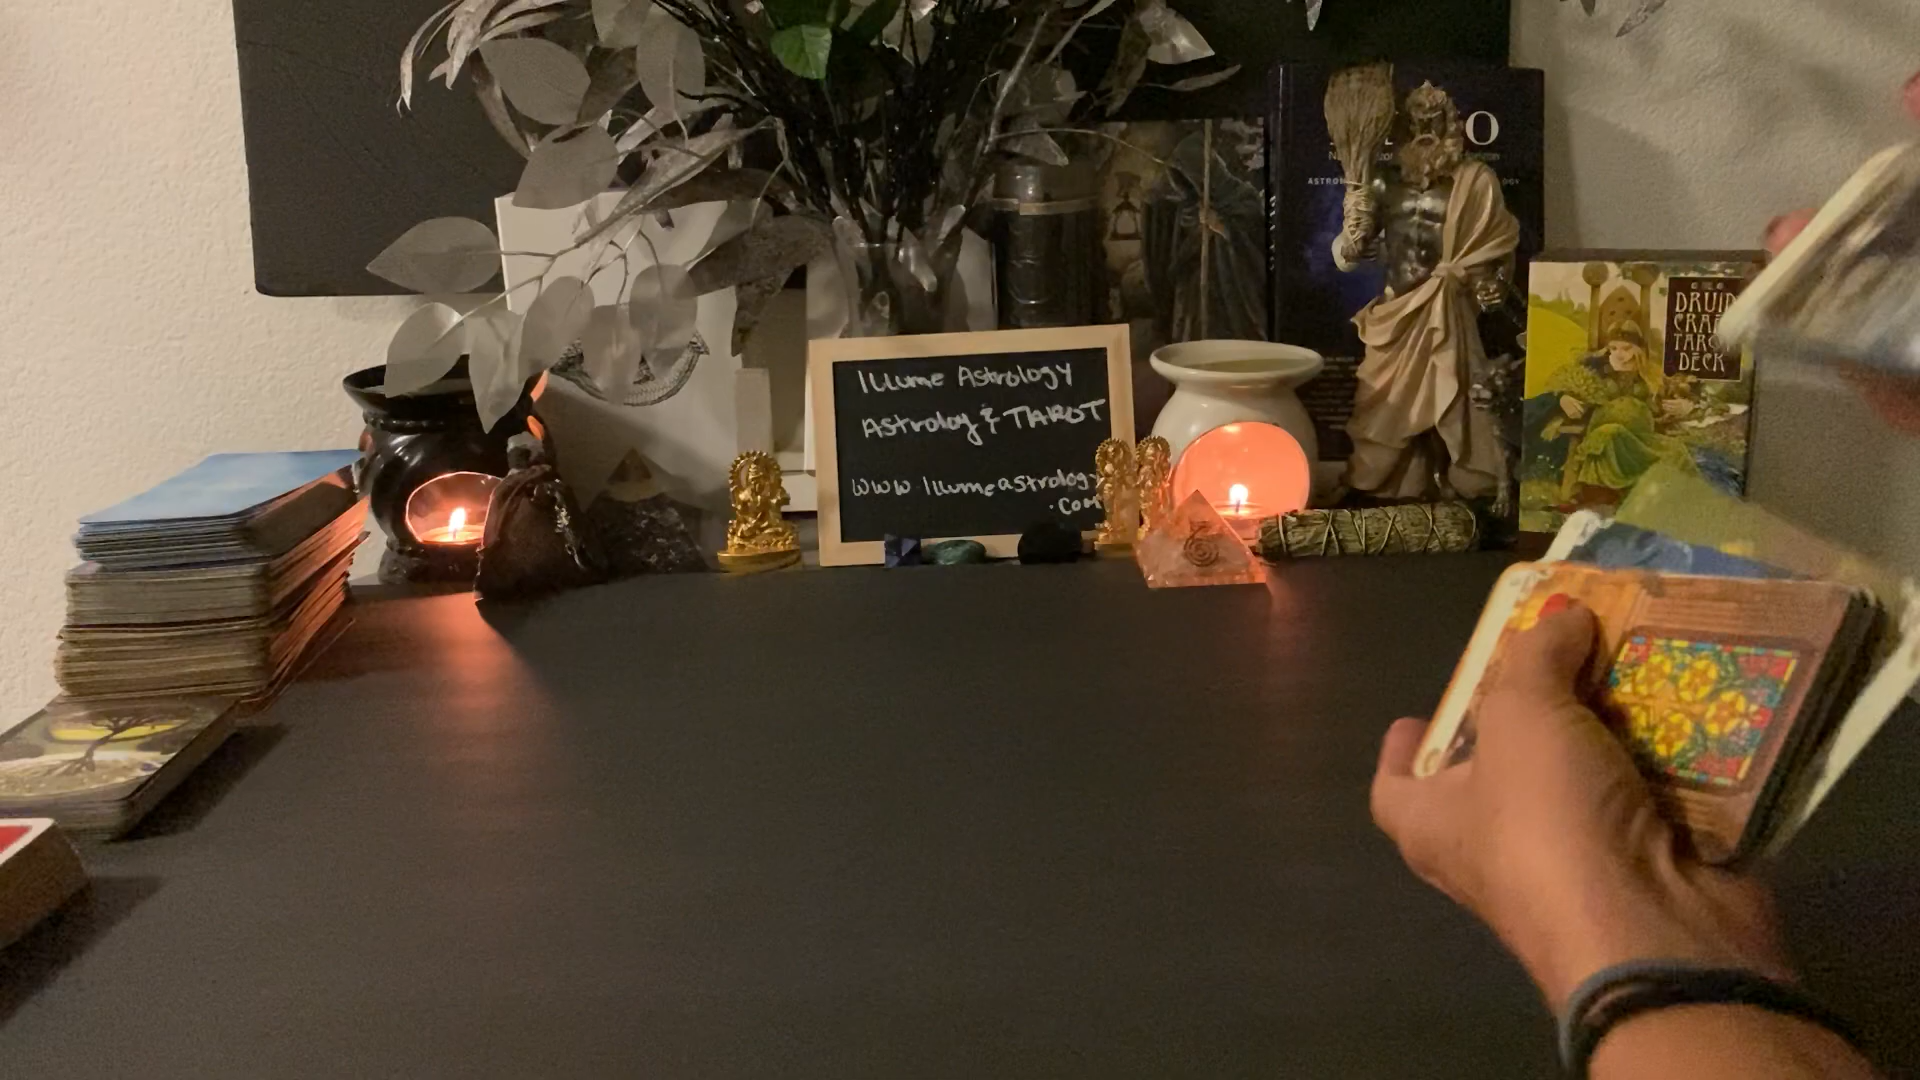 Illume Astrology
Astrology & TAROT
www Illumeastrology
.com
DRUID
CRAFT
TAROT
DECK